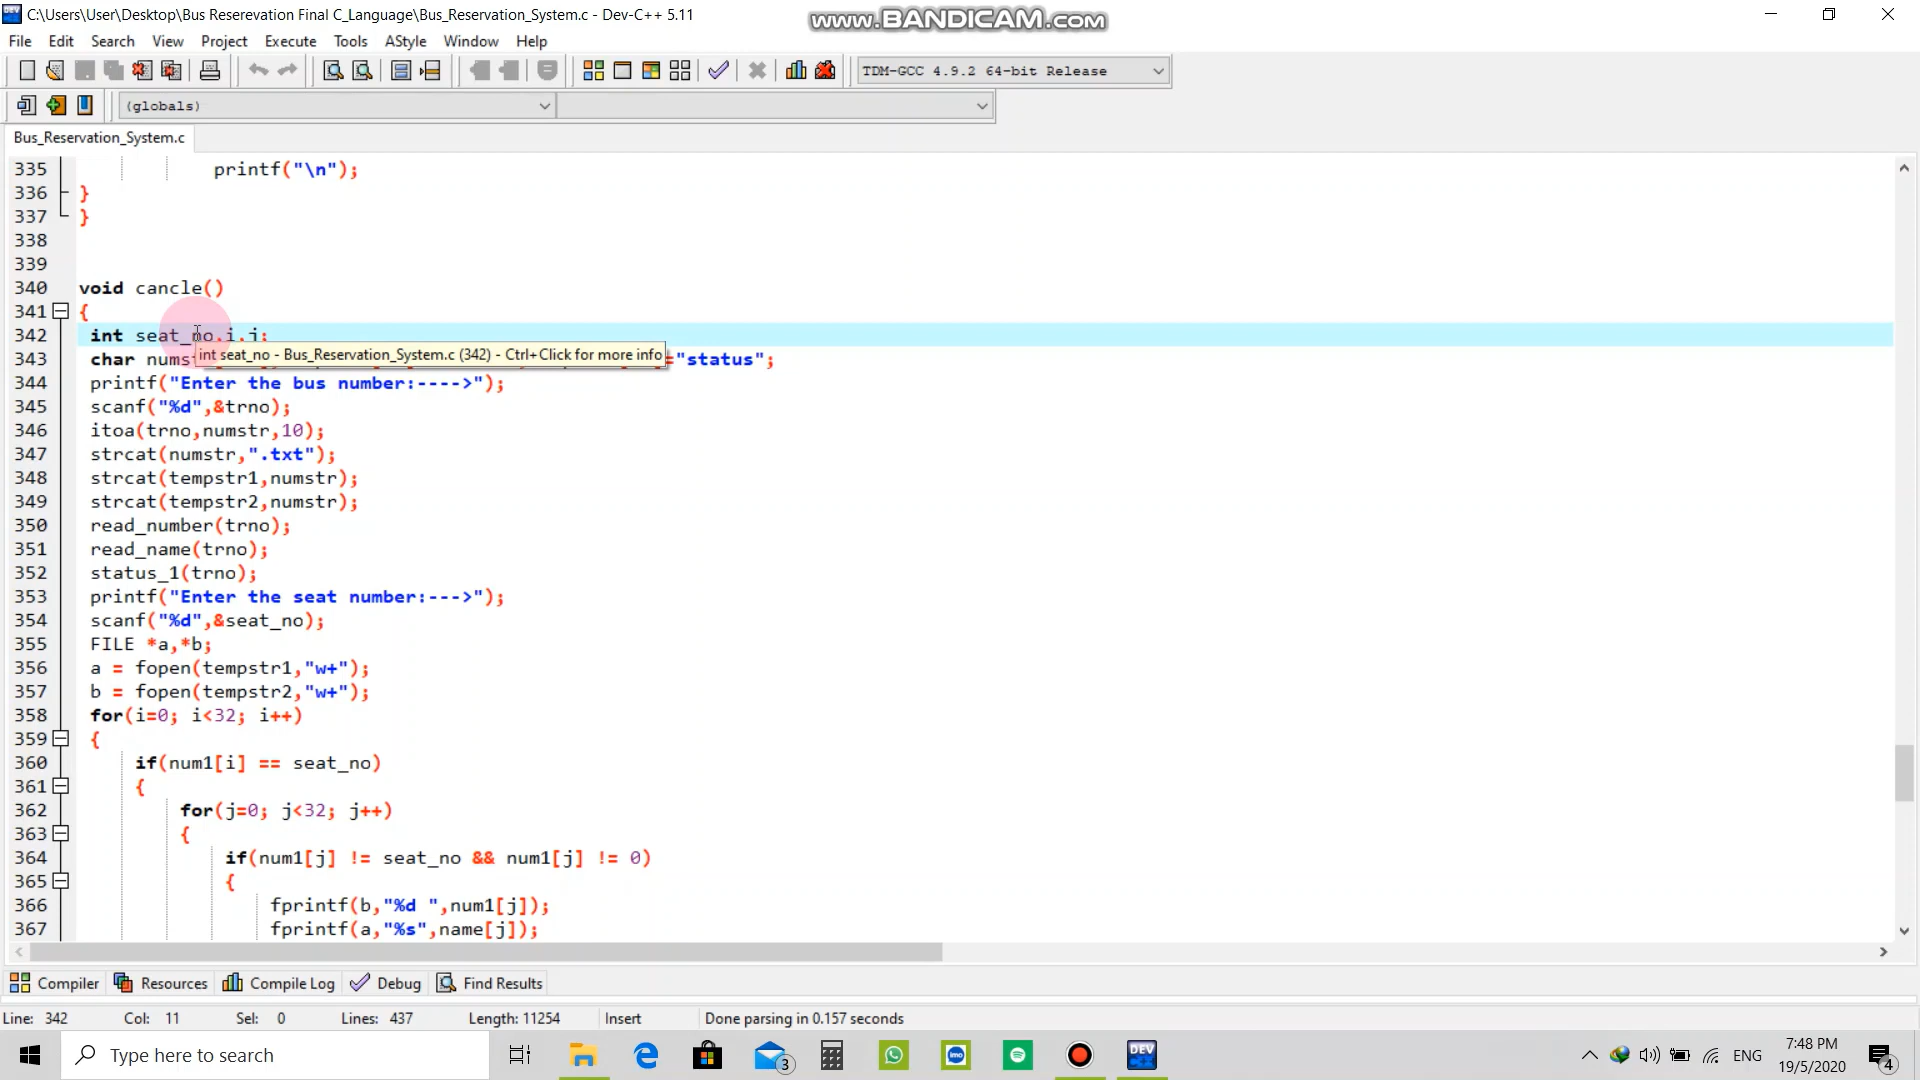 C:\Users\User\Desktop\Bus Reserevation Final C_Language\Bus_Reservation_System.c - Dev-C++ 5.11
www.BANDICAM.com
File Edit Search View Project Execute Tools AStyle Window Help
TDM-GCC 4.9.2 64-bit Release
(globals)
Bus_Reservation_System.c
335 printf("\n");
336 }
337 }
338
339
340 void cancle()
341 {
342 int seat_no,i,j;
int seat_no - Bus_Reservation_System.c (342) - Ctrl+Click for more info
343 char ="status";
344 printf("Enter the bus number:---->");
345 scanf("%d",&trno);
346 itoa(trno,numstr,10);
347 strcat(numstr,".txt");
348 strcat(tempstr1,numstr);
349 strcat(tempstr2,numstr);
350 read_number(trno);
351 read_name(trno);
352 status_1(trno);
353 printf("Enter the seat number:--->");
354 scanf("%d",&seat_no);
355 FILE *a,*b;
356 a = fopen(tempstr1,"w+");
357 b = fopen(tempstr2,"w+");
358 for(i=0; i<32; i++)
359 {
360 if(num1[i] == seat_no)
361 {
362 for(j=0; j<32; j++)
363 {
364 if(num1[j] != seat_no && num1[j] != 0)
365 {
366 fprintf(b,"%d ",num1[j]);
367 fprintf(a,"%s",name[j]);
Compiler Resources Compile Log Debug Find Results
Line: 342 Col: 11 Sel: 0 Lines: 437 Length: 11254 Insert Done parsing in 0.157 seconds
Type here to search
3
imo
DEV
ENG
7:48 PM
19/5/2020
4